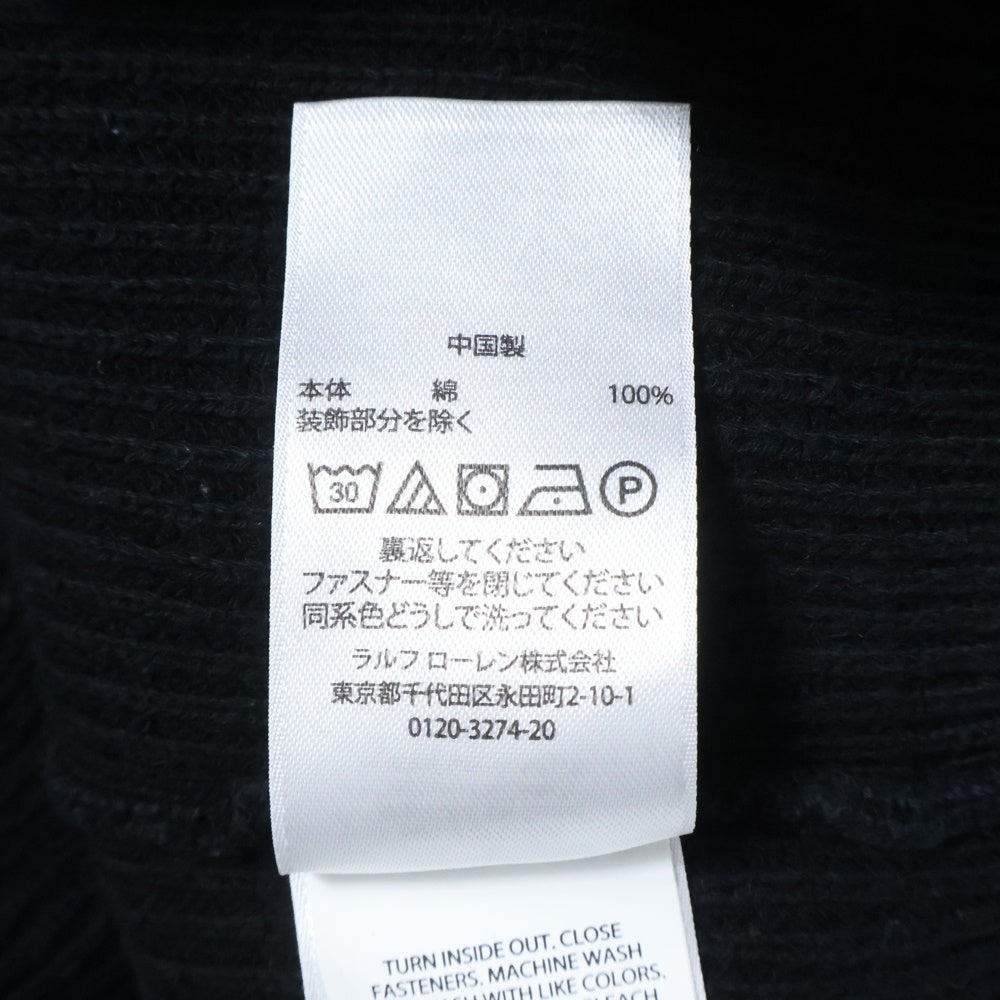 中国製
本体 綿 100%
装飾部分を除く
30 P
裏返してください
ファスナー等を閉じてください
同系色どうしで洗ってください
ラルフ ローレン株式会社
東京都千代田区永田町2-10-1
0120-3274-20
TURN INSIDE OUT. CLOSE
FASTENERS. MACHINE WASH
WITH LIKE COLORS.